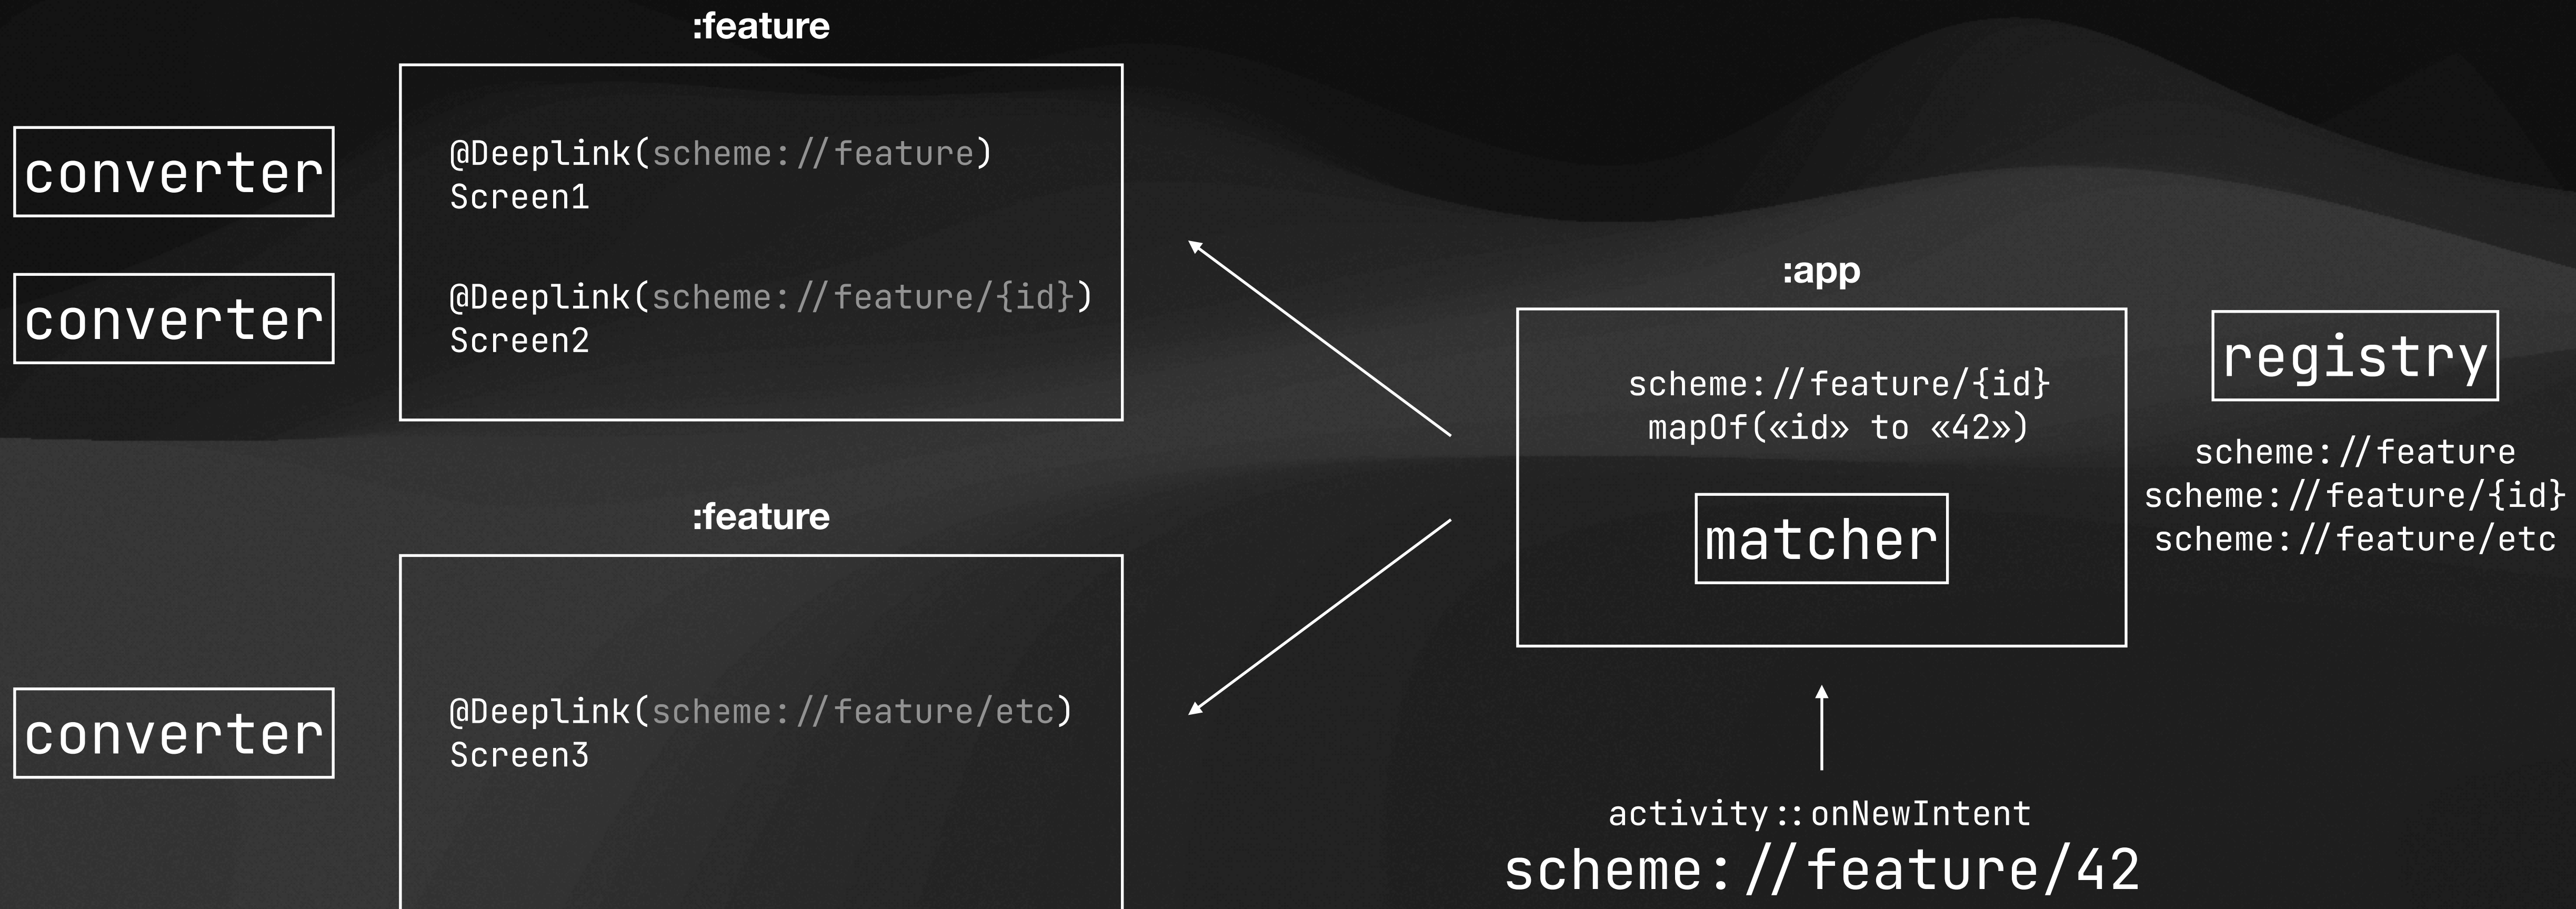 :feature
converter
converter
@Deeplink(scheme://feature)
Screen1
@Deeplink(scheme://feature/{id})
Screen2
:feature
converter
@Deeplink(scheme://feature/etc)
Screen3
:app
scheme://feature/{id}
mapOf(«id» to «42»)
matcher
registry
scheme://feature
scheme://feature/{id}
scheme://feature/etc
activity::onNewIntent
scheme://feature/42